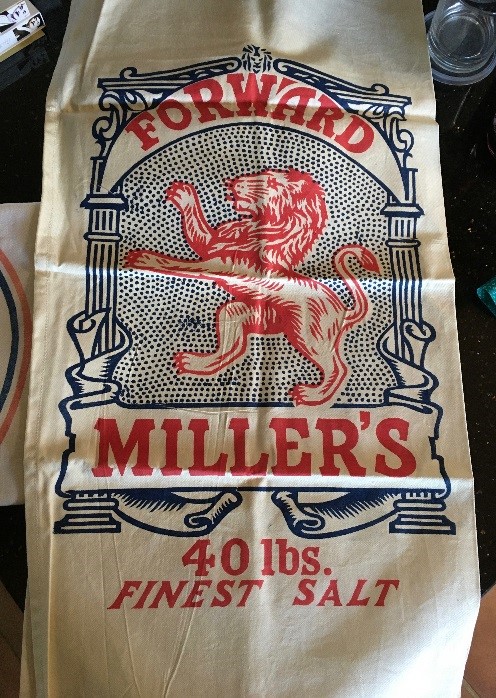 FORWARD
MILLER'S
40 lbs.
FINEST SALT